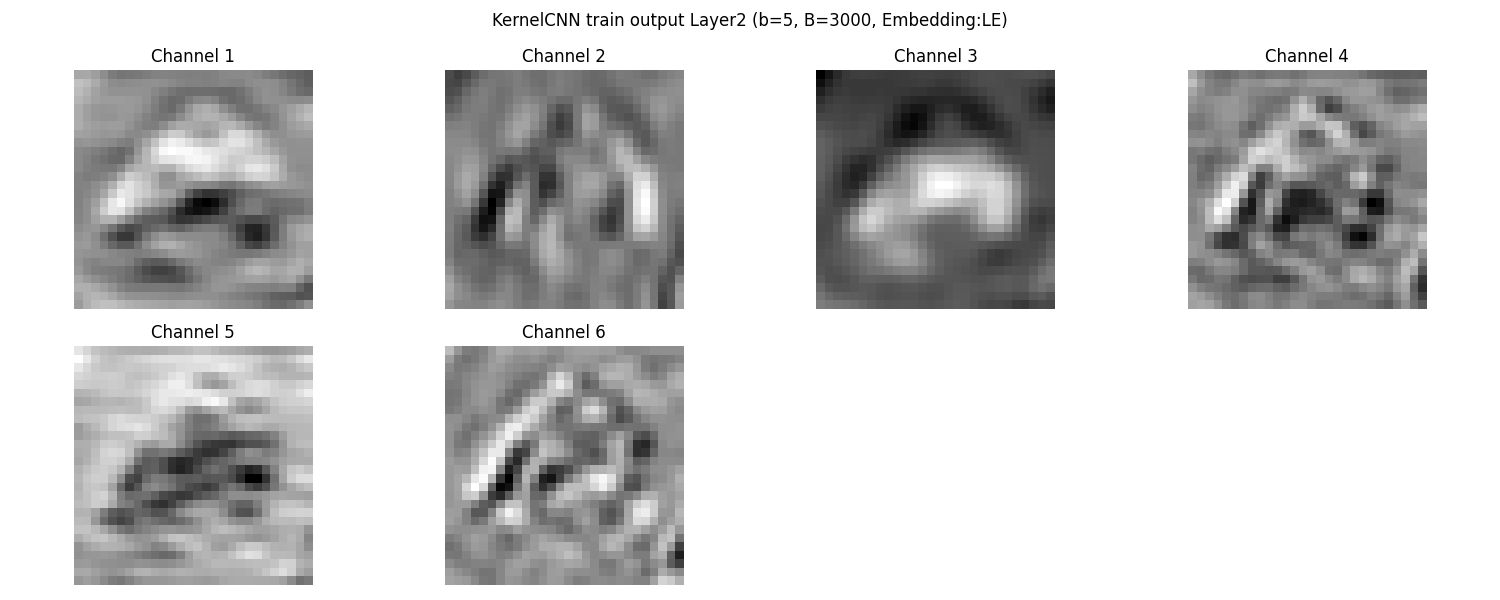 KernelCNN train output Layer2 (b=5, B=3000, Embedding:LE)
Channel 1
Channel 2
Channel 3
Channel 4
Channel 5
Channel 6